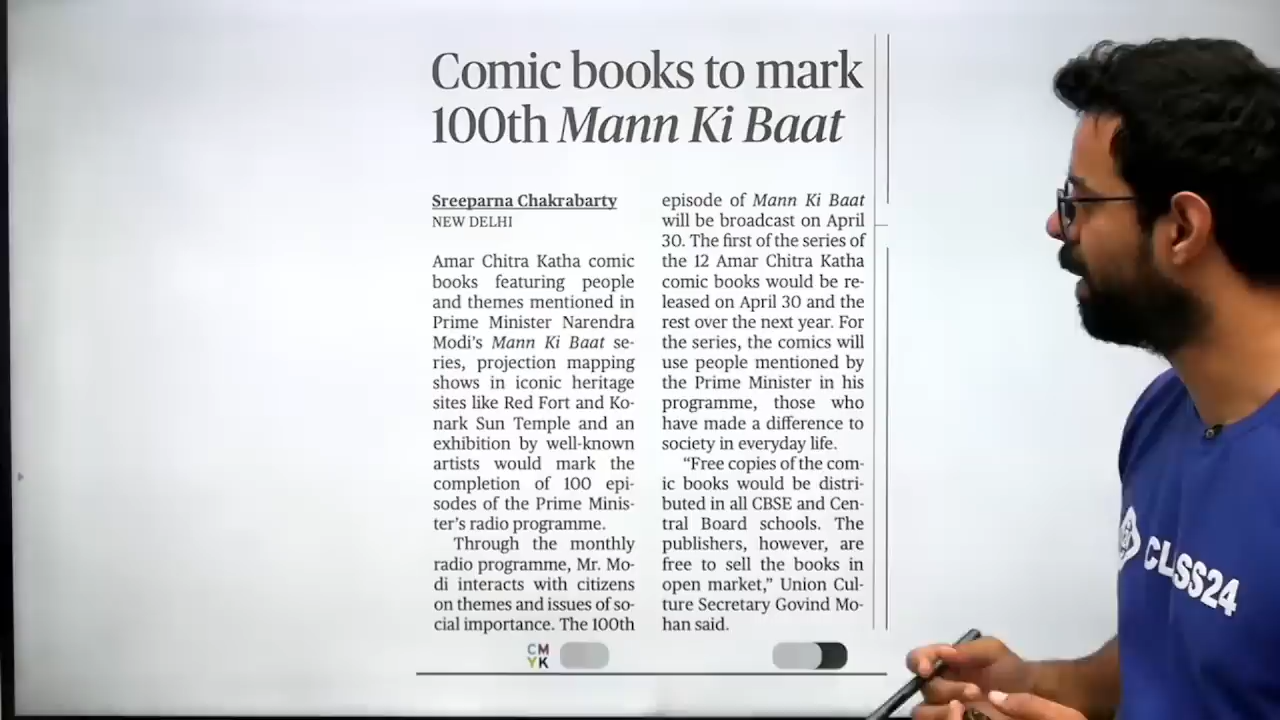 Comic books to mark
100th Mann Ki Baat
Sreeparna Chakrabarty
NEW DELHI
Amar Chitra Katha comic
books featuring people
and themes mentioned in
Prime Minister Narendra
Modi's Mann Ki Baat se-
ries, projection mapping
shows in iconic heritage
sites like Red Fort and Ko-
nark Sun Temple and an
exhibition by well-known
artists would mark the
completion of 100 epi-
sodes of the Prime Minis-
ter's radio programme.
Through the monthly
radio programme, Mr. Mo-
di interacts with citizens
on themes and issues of so-
cial importance. The 100th
episode of Mann Ki Baat
will be broadcast on April
30. The first of the series of
the 12 Amar Chitra Katha
comic books would be re-
leased on April 30 and the
rest over the next year. For
the series, the comics will
use people mentioned by
the Prime Minister in his
programme, those who
have made a difference to
society in everyday life.
"Free copies of the com-
ic books would be distri-
buted in all CBSE and Cen-
tral Board schools. The
publishers, however, are
free to sell the books in
open market," Union Cul-
ture Secretary Govind Mo-
han said.
CM
YK
CLASS24